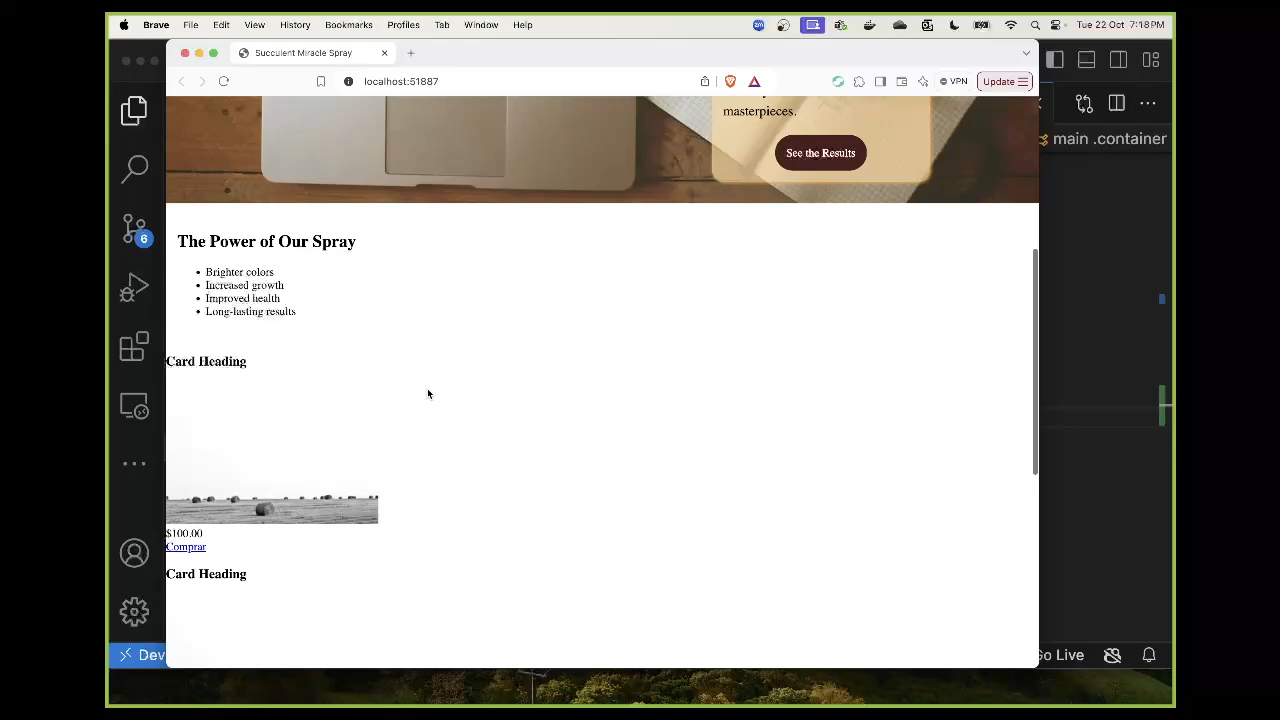 Brave File Edit View History Bookmarks Profiles Tab Window Help Tue 22 Oct 7:18 PM
Succulent Miracle Spray
localhost:51887 VPN Update
masterpieces.
See the Results
main .container
6
The Power of Our Spray
• Brighter colors
• Increased growth
• Improved health
• Long-lasting results
Card Heading
$100.00
Comprar
Card Heading
Dev
Go Live